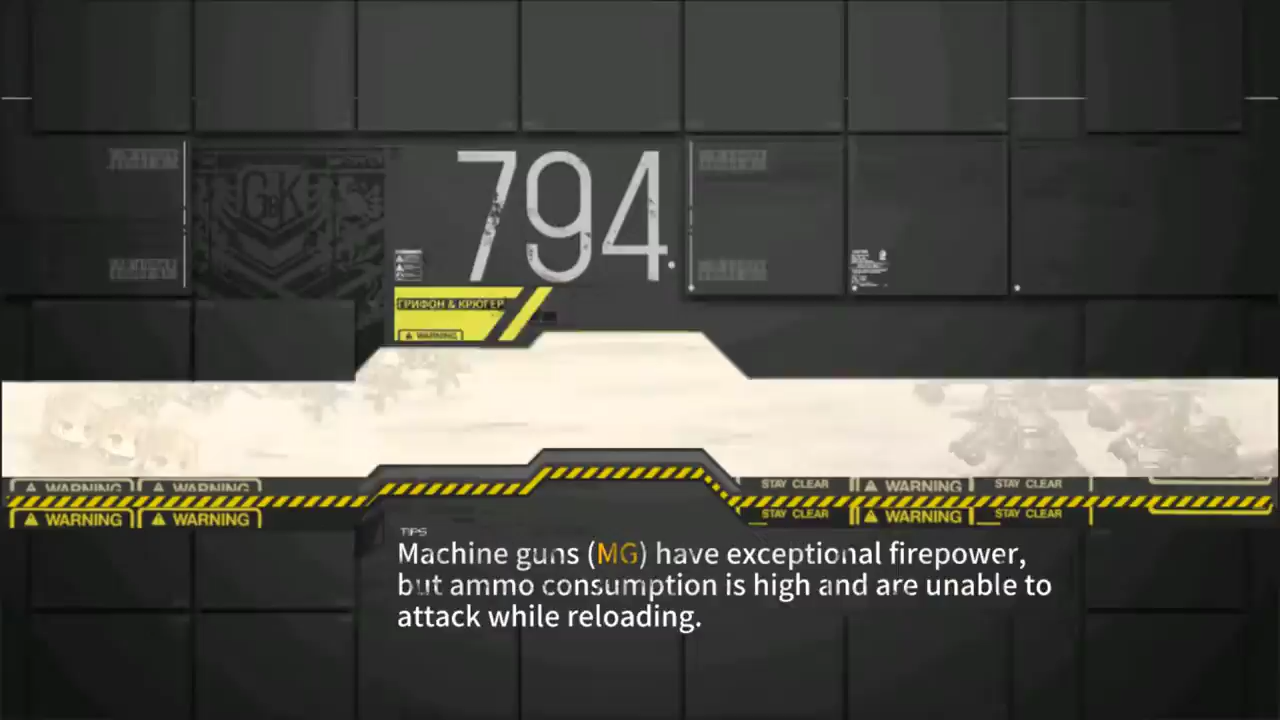 794
G&K
ГРИФОН & КРЮГЕР
WARNING
WARNING WARNING STAY CLEAR WARNING STAY CLEAR
WARNING WARNING STAY CLEAR WARNING STAY CLEAR
TIPS
Machine guns (MG) have exceptional firepower,
but ammo consumption is high and are unable to
attack while reloading.